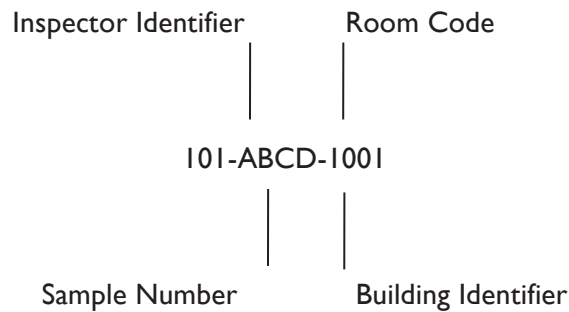 Inspector Identifier Room Code
101-ABCD-1001
Sample Number Building Identifier